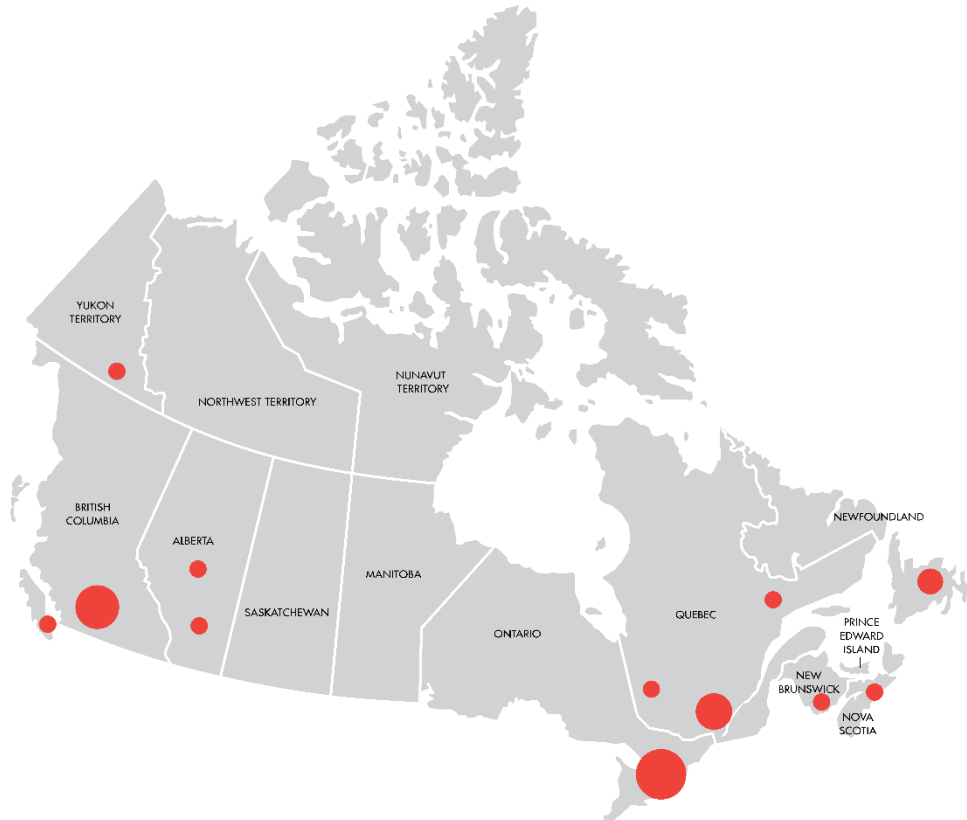 YUKON
TERRITORY
NUNAVUT
TERRITORY
NORTHWEST TERRITORY
BRITISH
COLUMBIA
NEWFOUNDLAND
ALBERTA
MANITOBA
SASKATCHEWAN
QUEBEC
PRINCE
EDWARD
ISLAND
ONTARIO
NEW
BRUNSWICK
NOVA
SCOTIA